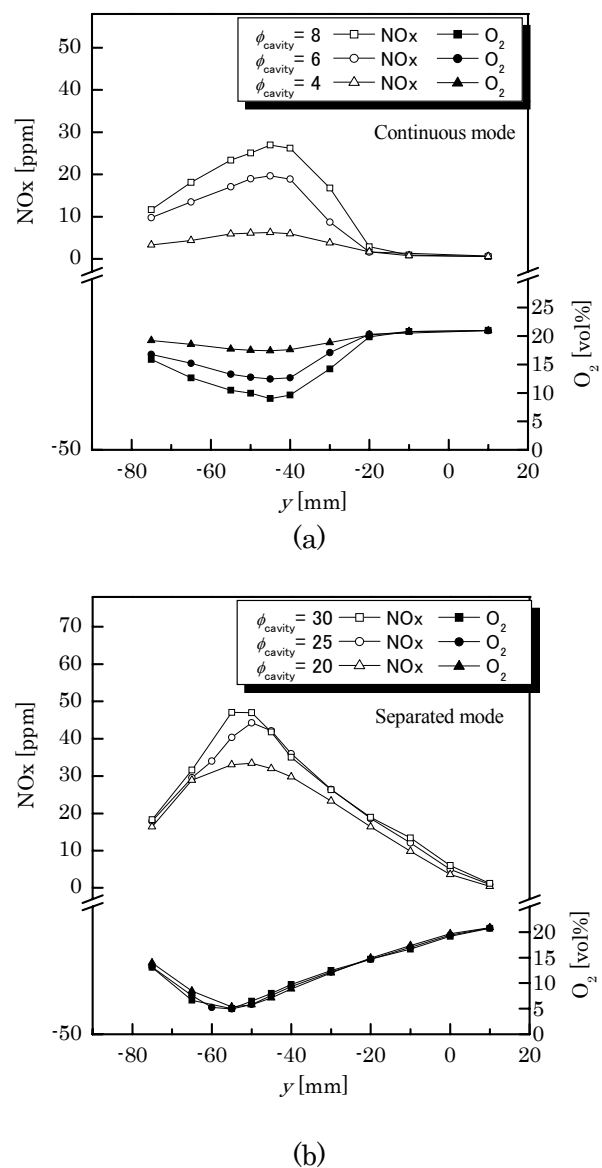 ϕcavity = 8 NOx O2
ϕcavity = 6 NOx O2
ϕcavity = 4 NOx O2
Continuous mode
NOx [ppm]
50
40
30
20
10
0
-50
25
20
15
10
5
0
O2 [vol%]
-80 -60 -40 -20 0 20
y [mm]
(a)
ϕcavity = 30 NOx O2
ϕcavity = 25 NOx O2
ϕcavity = 20 NOx O2
Separated mode
NOx [ppm]
70
60
50
40
30
20
10
0
-50
20
15
10
5
0
O2 [vol%]
-80 -60 -40 -20 0 20
y [mm]
(b)